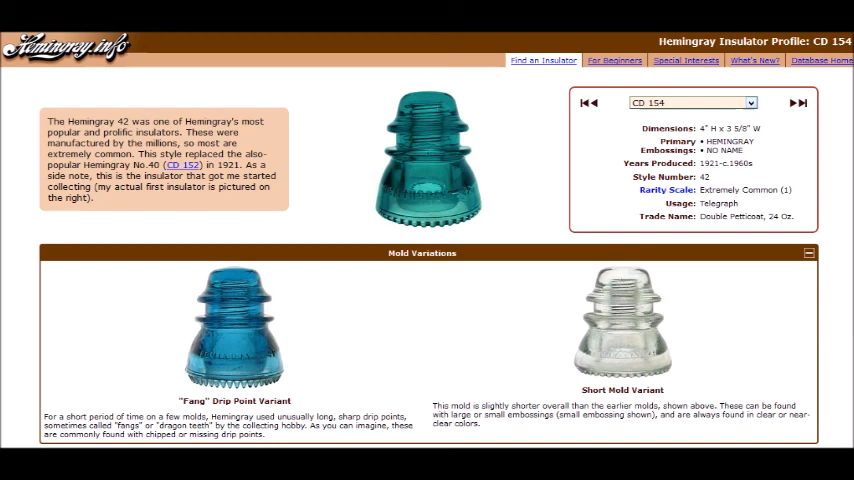 Hemingray.info
Hemingray Insulator Profile: CD 154
Find an Insulator
For Beginners
Special Interests
What's New?
Database Home
The Hemingray 42 was one of Hemingray's most
popular and prolific insulators. These were
manufactured by the millions, so most are
extremely common. This style replaced the also-
popular Hemingray No.40 (CD 152) in 1921. As a
side note, this is the insulator that got me started
collecting (my actual first insulator is pictured on
the right).
CD 154
Dimensions: 4" H x 3 5/8" W
Primary • HEMINGRAY
Embossings: • NO NAME
Years Produced: 1921-c.1960s
Style Number: 42
Rarity Scale: Extremely Common (1)
Usage: Telegraph
Trade Name: Double Petticoat, 24 Oz.
Mold Variations
"Fang" Drip Point Variant
For a short period of time on a few molds, Hemingray used unusually long, sharp drip points,
sometimes called "fangs" or "dragon teeth" by the collecting hobby. As you can imagine, these
are commonly found with chipped or missing drip points.
Short Mold Variant
This mold is slightly shorter overall than the earlier molds, shown above. These can be found
with large or small embossings (small embossing shown), and are always found in clear or near-
clear colors.